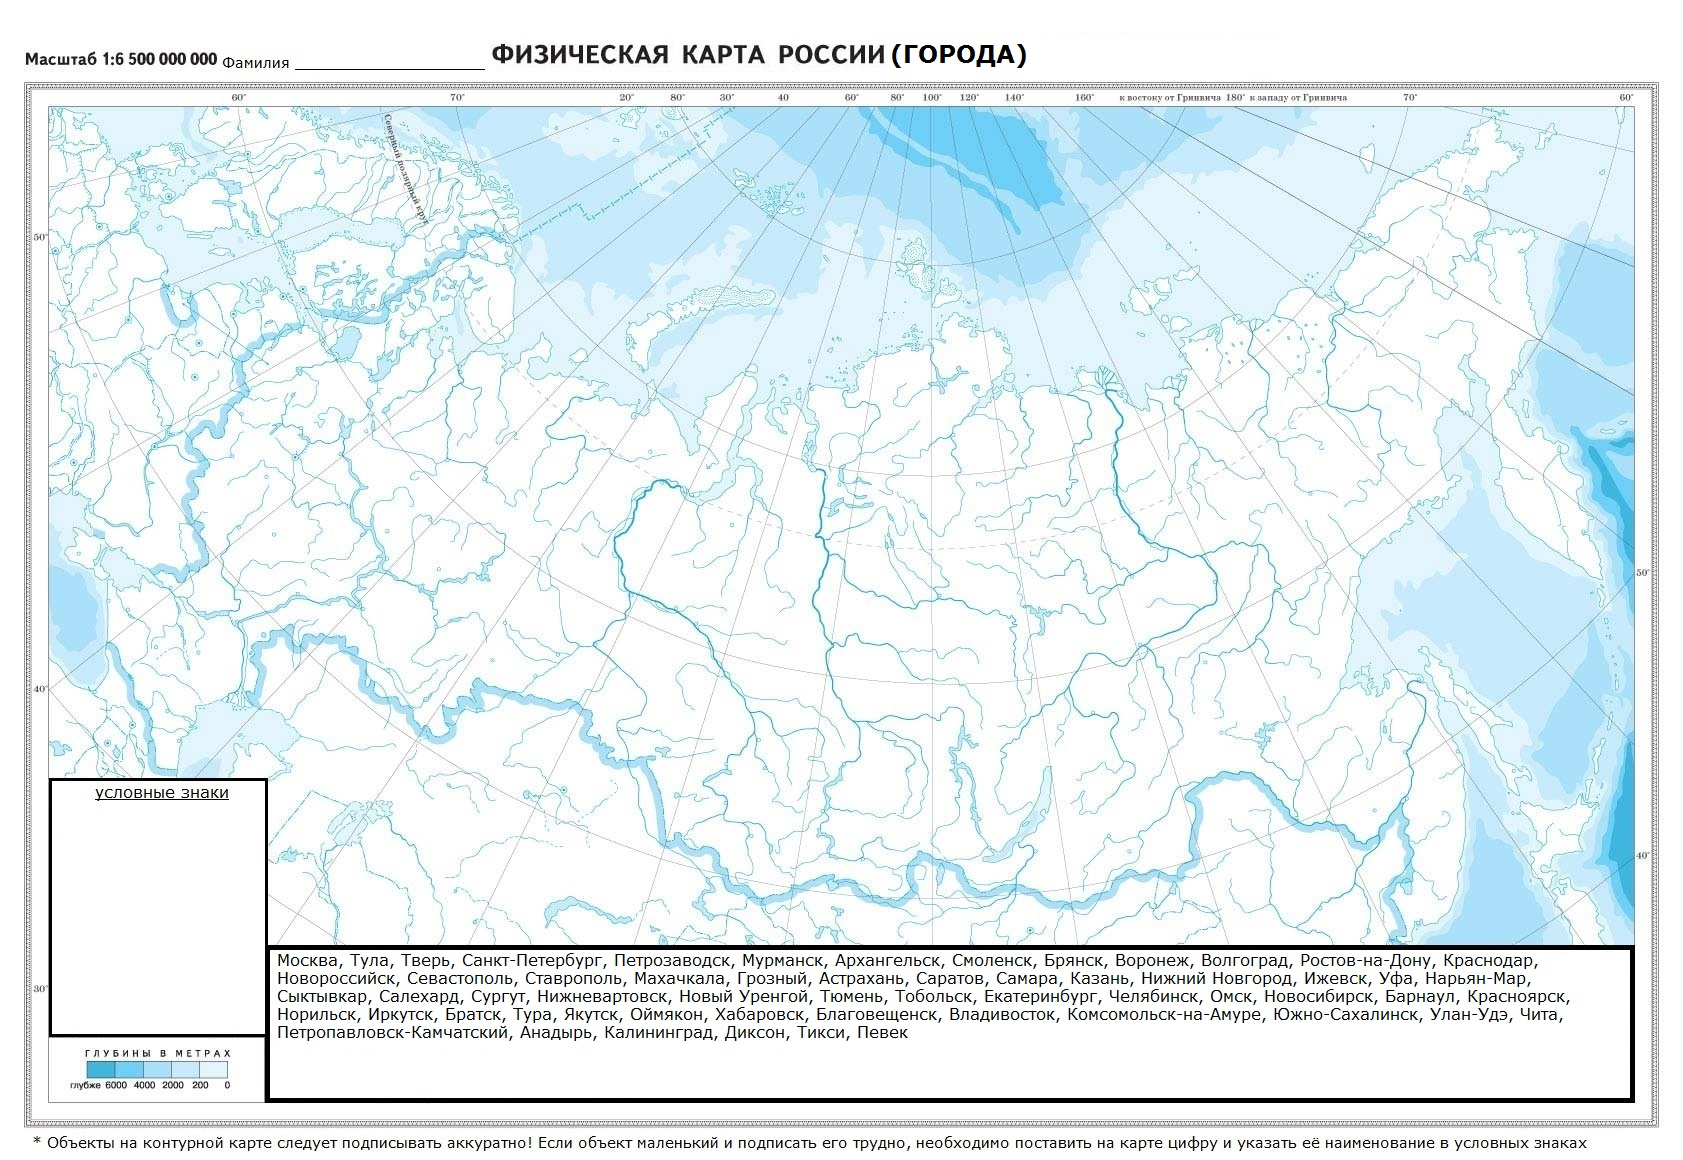 Масштаб 1:6 500 000 000 Фамилия ФИЗИЧЕСКАЯ КАРТА РОССИИ (ГОРОДА)
60° 70° 20° 80° 30° 40 60° 80° 100° 120° 140° 160° к востоку от Гринвича 180° к западу от Гринвича 70° 60°
Северный полярный круг
50°
50°
40°
40°
30°
условные знаки
Москва, Тула, Тверь, Санкт-Петербург, Петрозаводск, Мурманск, Архангельск, Смоленск, Брянск, Воронеж, Волгоград, Ростов-на-Дону, Краснодар,
Новороссийск, Севастополь, Ставрополь, Махачкала, Грозный, Астрахань, Саратов, Самара, Казань, Нижний Новгород, Ижевск, Уфа, Нарьян-Мар,
Сыктывкар, Салехард, Сургут, Нижневартовск, Новый Уренгой, Тюмень, Тобольск, Екатеринбург, Челябинск, Омск, Новосибирск, Барнаул, Красноярск,
Норильск, Иркутск, Братск, Тура, Якутск, Оймякон, Хабаровск, Благовещенск, Владивосток, Комсомольск-на-Амуре, Южно-Сахалинск, Улан-Удэ, Чита,
Петропавловск-Камчатский, Анадырь, Калининград, Диксон, Тикси, Певек
ГЛУБИНЫ В МЕТРАХ
глубже 6000 4000 2000 200 0
* Объекты на контурной карте следует подписывать аккуратно! Если объект маленький и подписать его трудно, необходимо поставить на карте цифру и указать её наименование в условных знаках